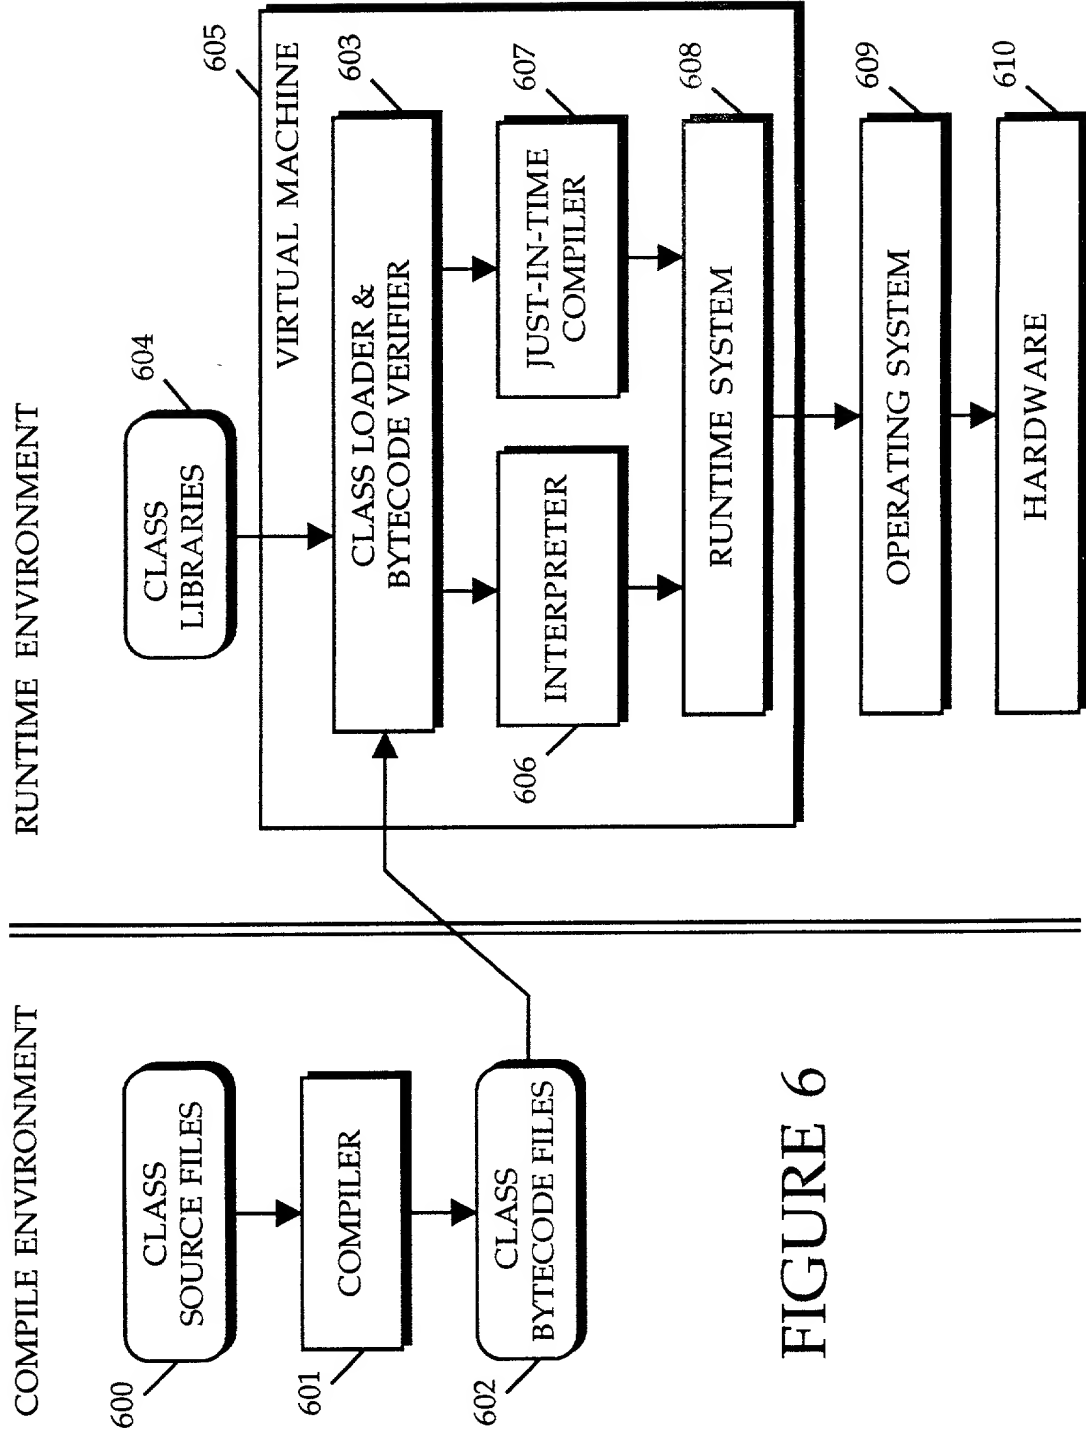 COMPILE ENVIRONMENT
600
CLASS
SOURCE FILES
601
COMPILER
602
CLASS
BYTECODE FILES
RUNTIME ENVIRONMENT
604
CLASS
LIBRARIES
605
VIRTUAL MACHINE
603
CLASS LOADER &
BYTECODE VERIFIER
606
INTERPRETER
607
JUST-IN-TIME
COMPILER
608
RUNTIME SYSTEM
609
OPERATING SYSTEM
610
HARDWARE
FIGURE 6